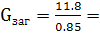 Gзаг = 11.8/0.85 =